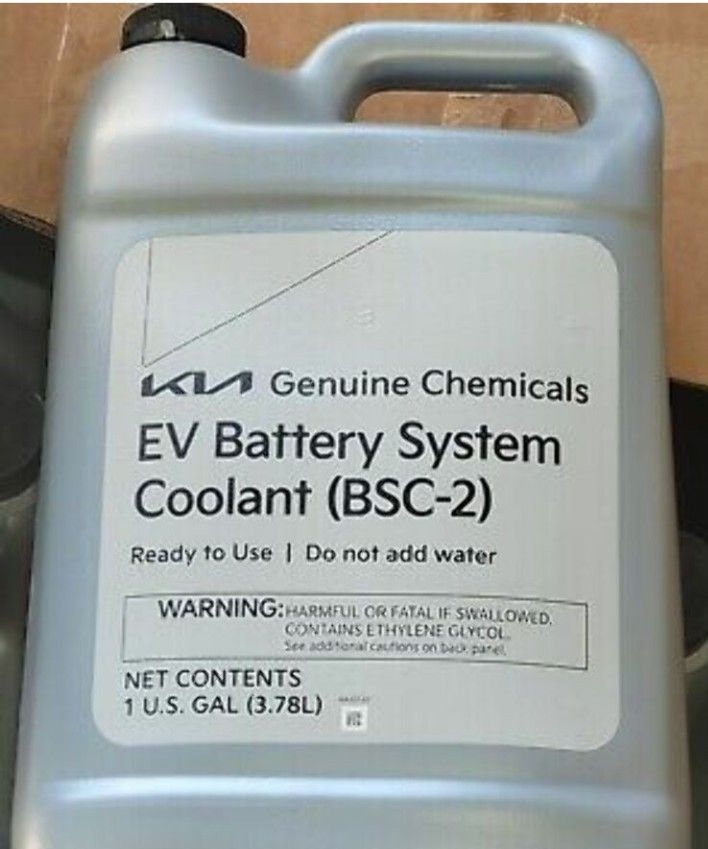 KIA Genuine Chemicals
EV Battery System
Coolant (BSC-2)
Ready to Use | Do not add water
WARNING: HARMFUL OR FATAL IF SWALLOWED.
CONTAINS ETHYLENE GLYCOL.
See additional cautions on back panel.
NET CONTENTS
1 U.S. GAL (3.78L)